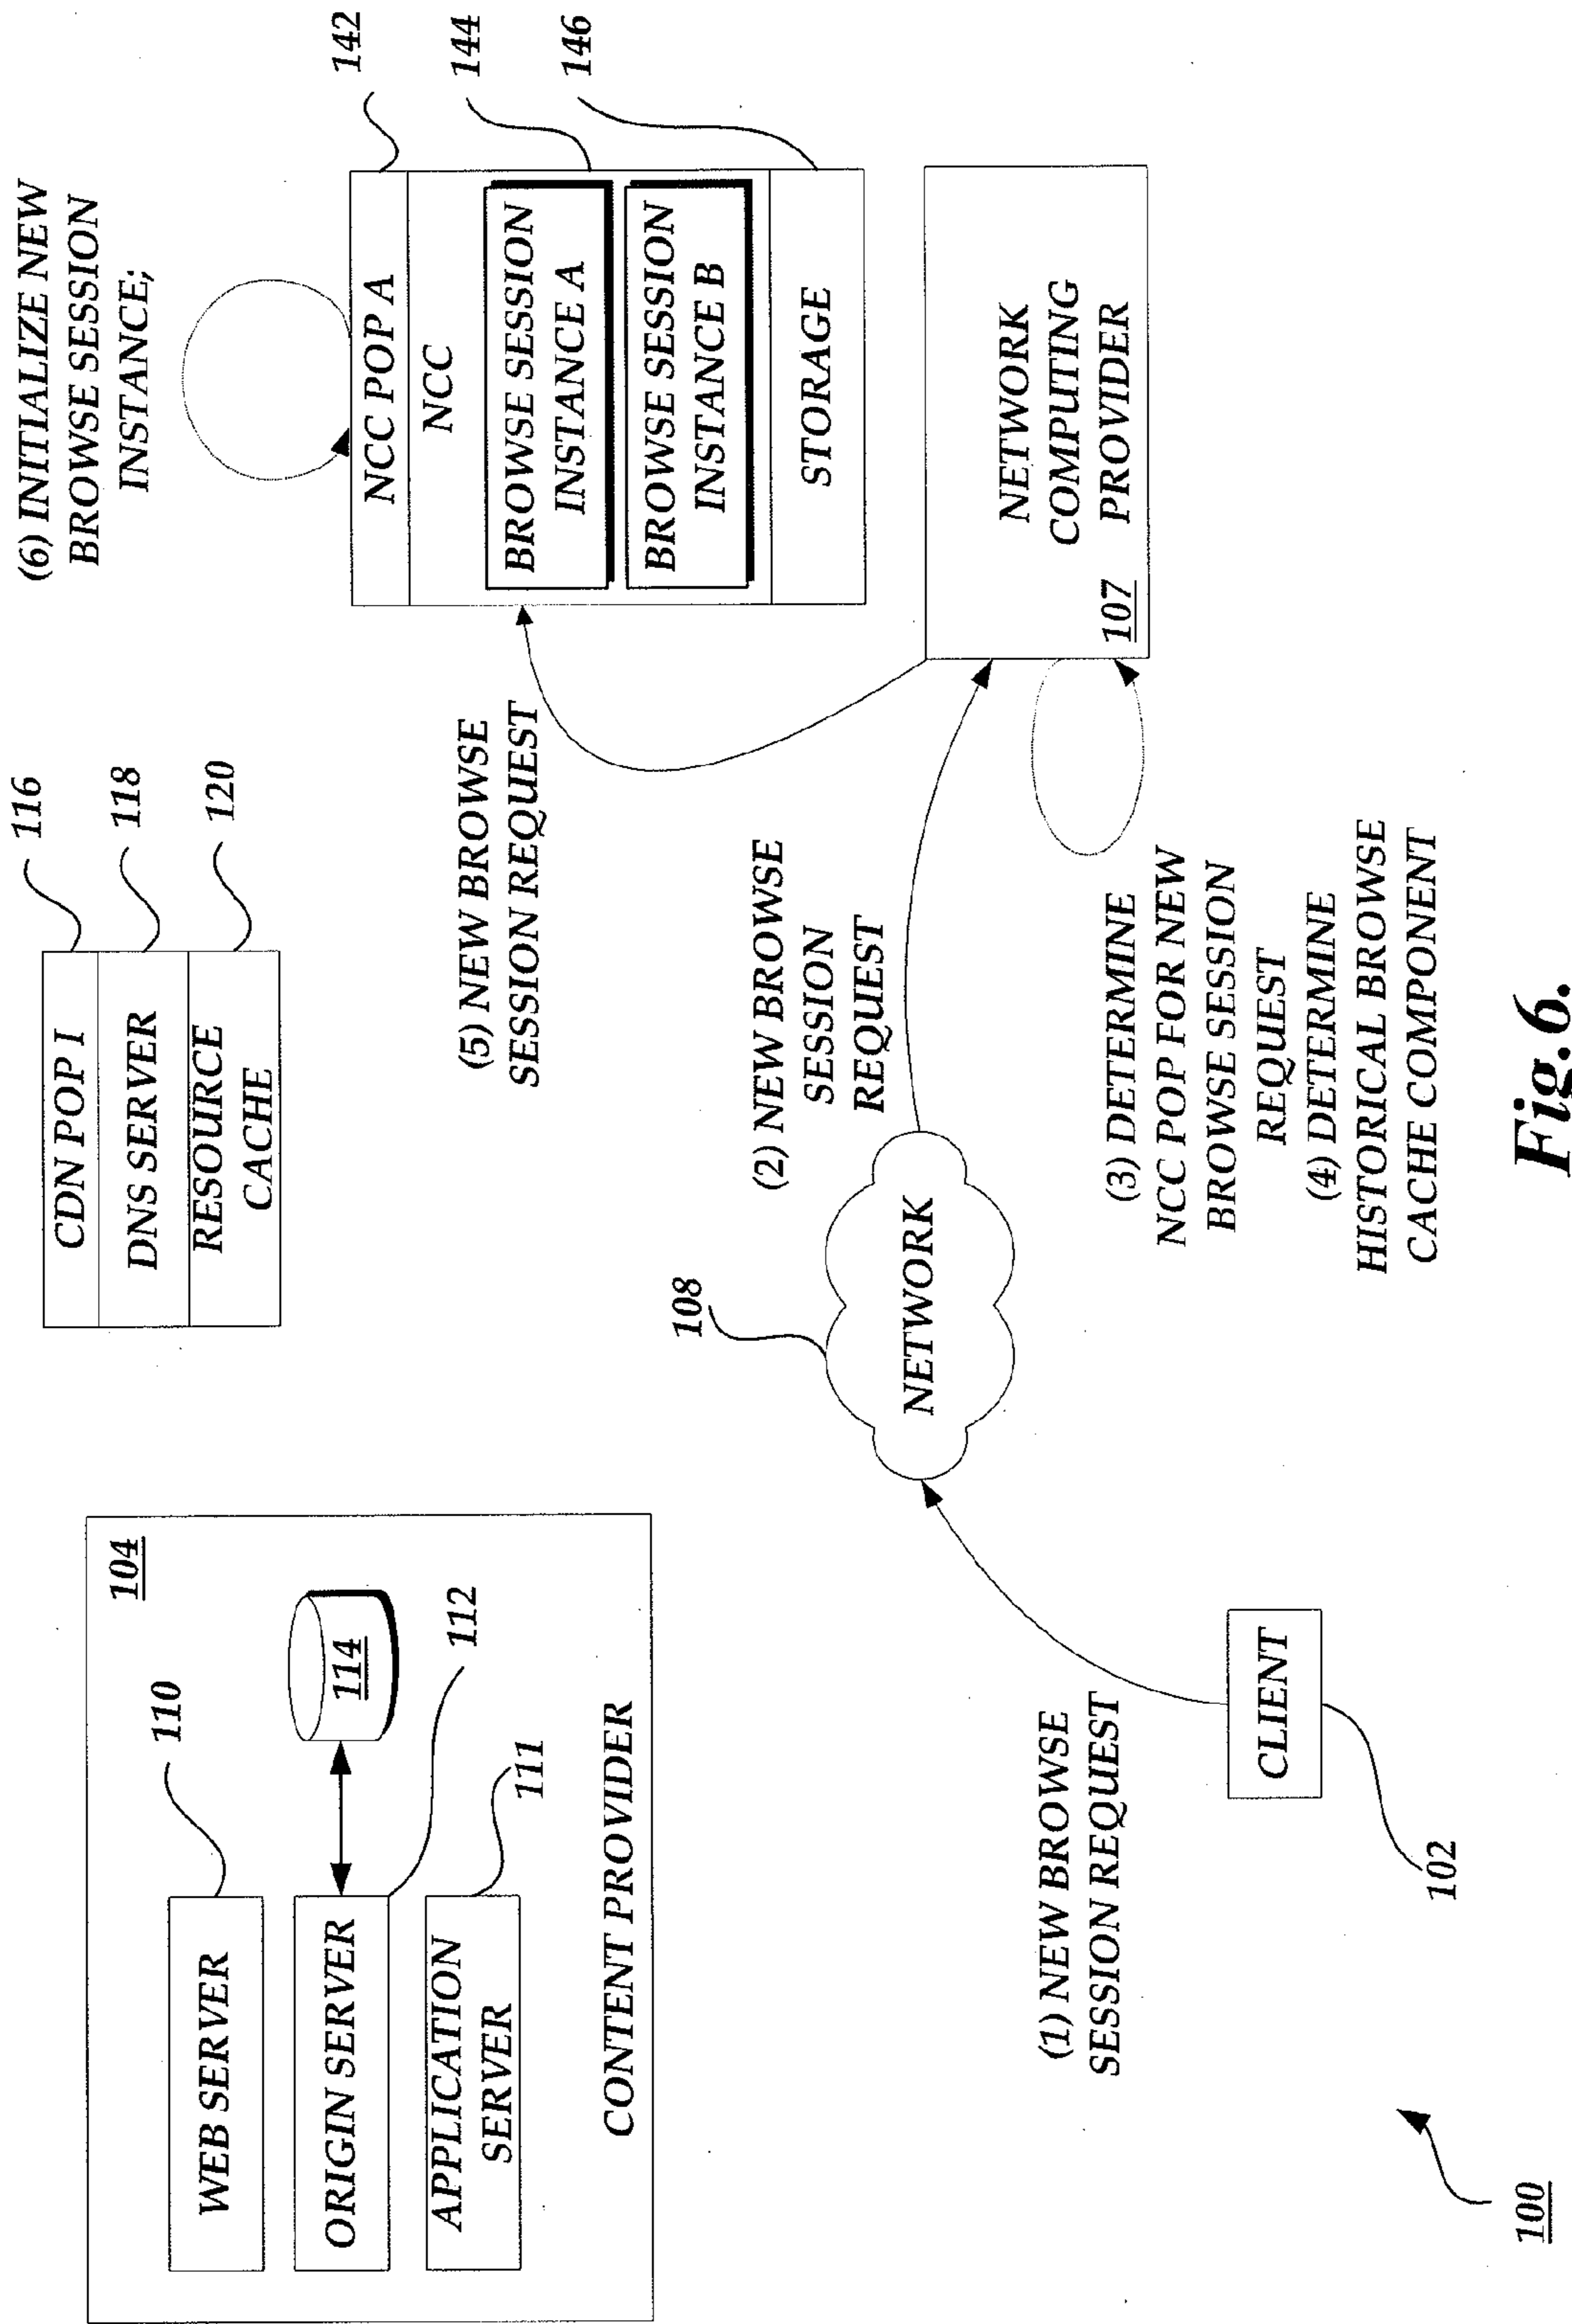 104
WEB SERVER
110
ORIGIN SERVER
114
112
APPLICATION
SERVER
111
CONTENT PROVIDER
CDN POP I
116
DNS SERVER
118
RESOURCE
CACHE
120
(6) INITIALIZE NEW
BROWSE SESSION
INSTANCE;
NCC POP A
142
NCC
144
BROWSE SESSION
INSTANCE A
BROWSE SESSION
INSTANCE B
146
STORAGE
(5) NEW BROWSE
SESSION REQUEST
108
NETWORK
(2) NEW BROWSE
SESSION
REQUEST
NETWORK
COMPUTING
PROVIDER
107
(1) NEW BROWSE
SESSION REQUEST
CLIENT
102
(3) DETERMINE
NCC POP FOR NEW
BROWSE SESSION
REQUEST
(4) DETERMINE
HISTORICAL BROWSE
CACHE COMPONENT
100
Fig.6.